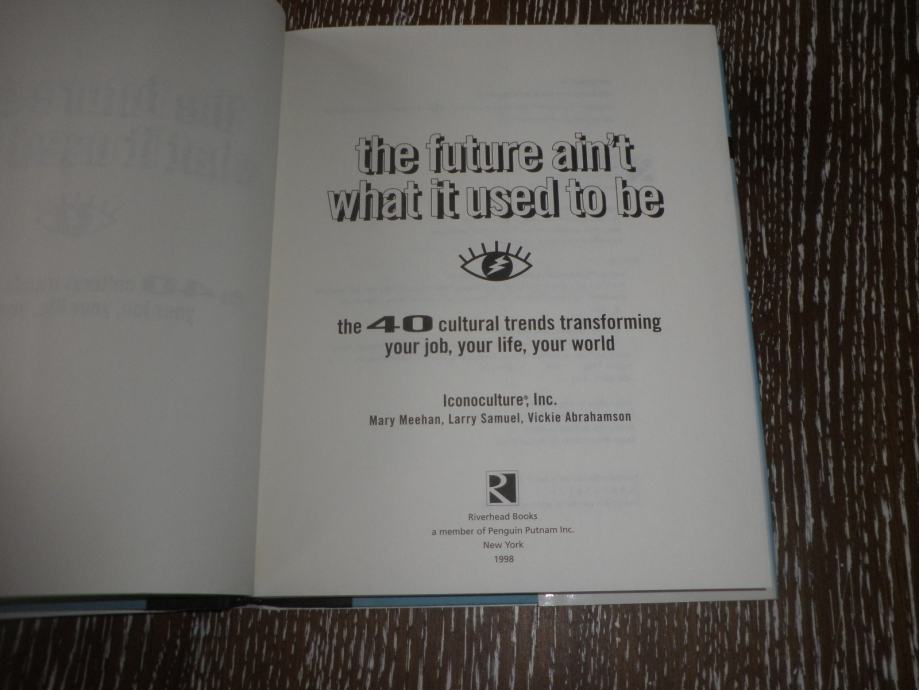 the future ain't
what it used to be
the 40 cultural trends transforming
your job, your life, your world
Iconoculture®, Inc.
Mary Meehan, Larry Samuel, Vickie Abrahamson
R
Riverhead Books
a member of Penguin Putnam Inc.
New York
1998